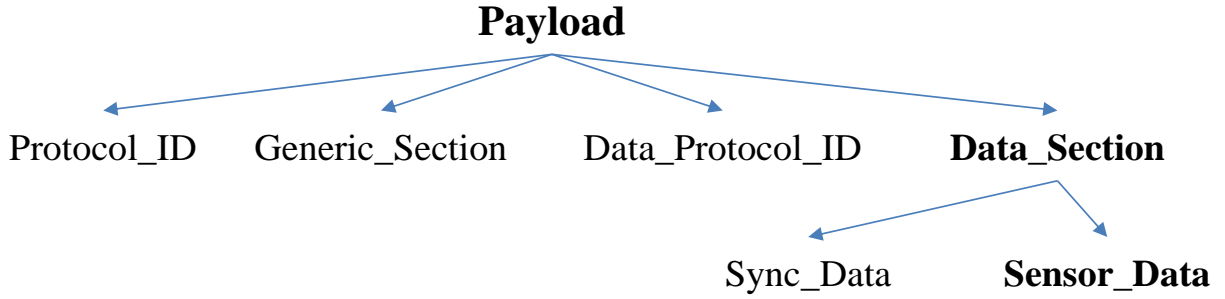 Payload
Protocol_ID Generic_Section Data_Protocol_ID Data_Section
Sync_Data Sensor_Data